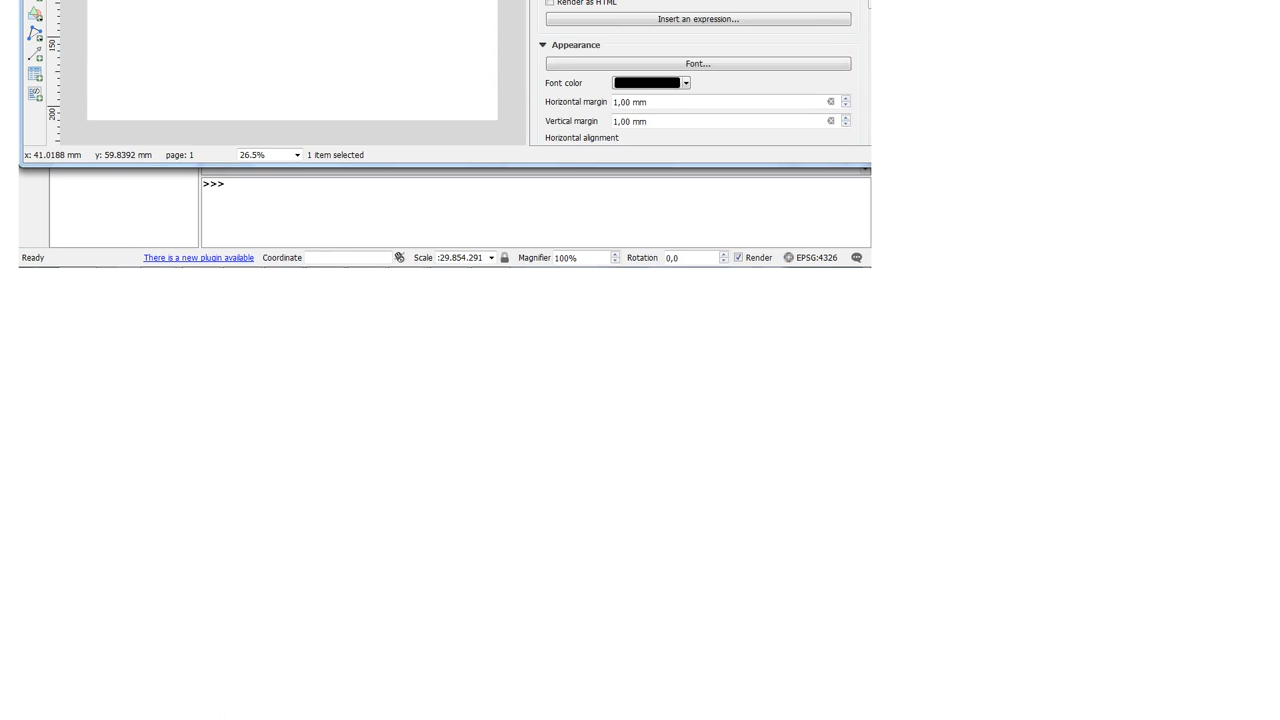 Render as HTML
Insert an expression...
Appearance
Font...
Font color
Horizontal margin 1,00 mm
Vertical margin 1,00 mm
Horizontal alignment
150
200
x: 41.0188 mm y: 59.8392 mm page: 1 26.5% 1 item selected
>>>
Ready There is a new plugin available Coordinate Scale :29.854.291 Magnifier 100% Rotation 0,0 Render EPSG:4326